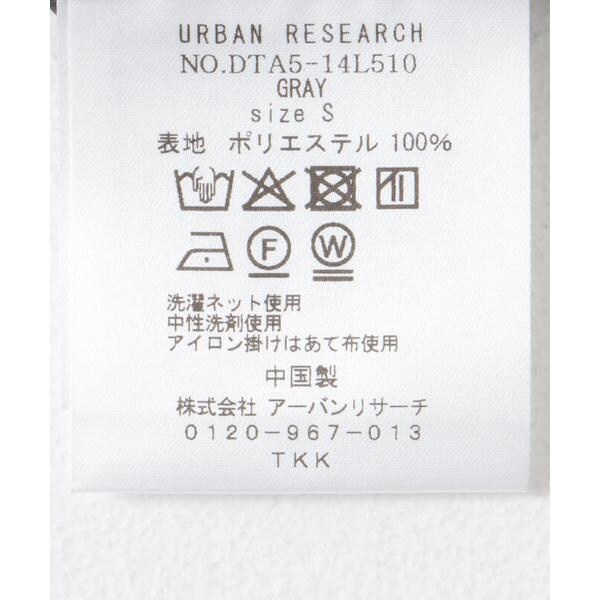 URBAN RESEARCH
NO.DTA5-14L510
GRAY
size S
表地 ポリエステル 100%
F W
洗濯ネット使用
中性洗剤使用
アイロン掛けはあて布使用
中国製
株式会社 アーバンリサーチ
0120-967-013
TKK